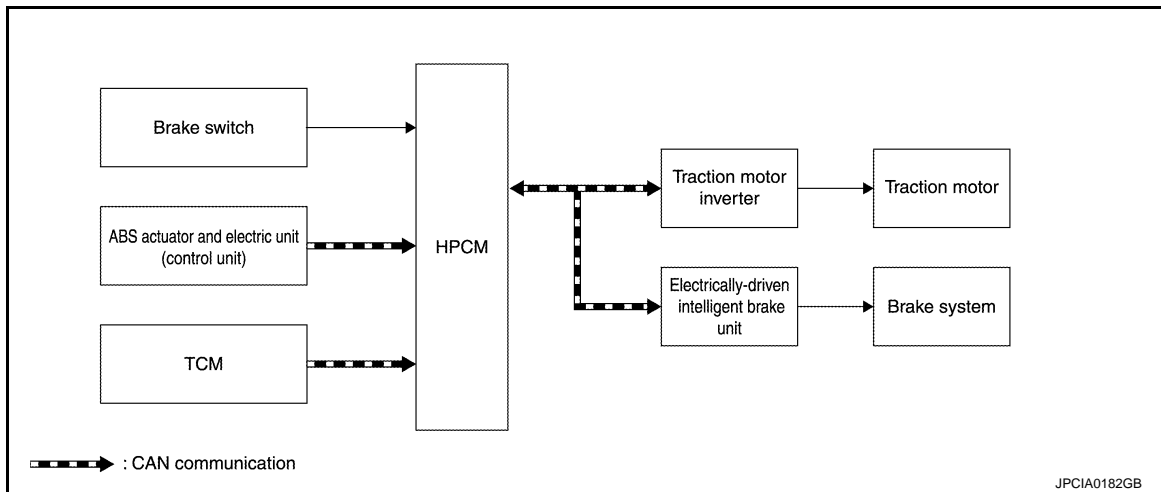 Brake switch
ABS actuator and electric unit
(control unit)
TCM
HPCM
Traction motor
inverter
Traction motor
Electrically-driven
intelligent brake
unit
Brake system
: CAN communication
JPCIA0182GB